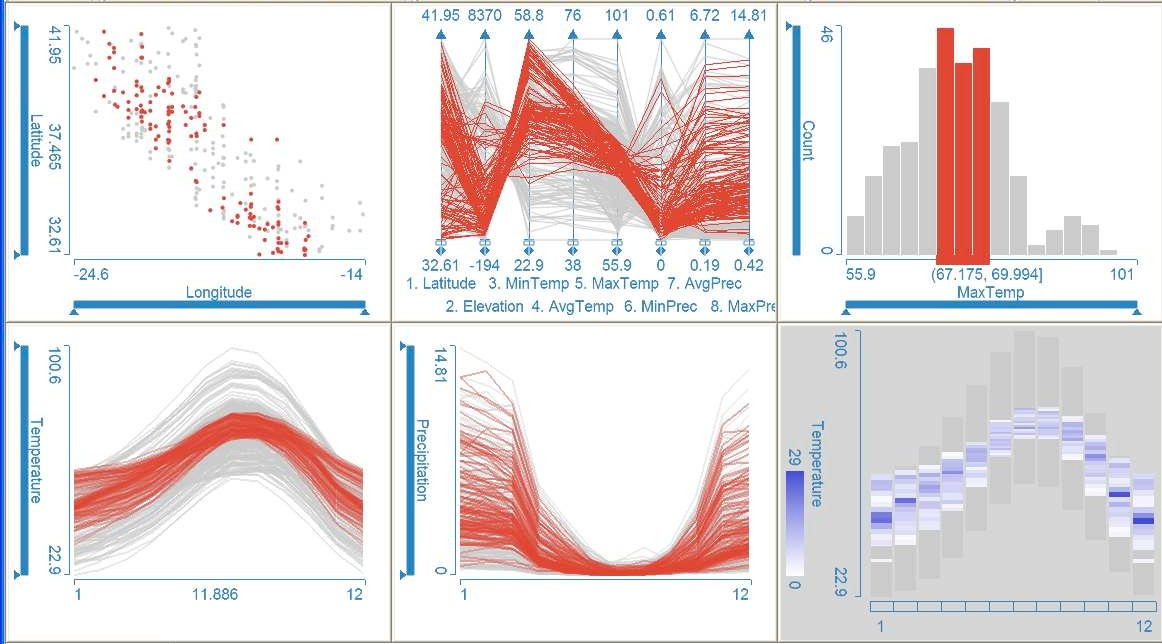 41.95
37.465
32.61
Latitude
-24.6
-14
Longitude
41.95 8370 58.8 76 101 0.61 6.72 14.81
32.61 -194 22.9 38 55.9 0 0.19 0.42
1. Latitude 3. MinTemp 5. MaxTemp 7. AvgPrec
2. Elevation 4. AvgTemp 6. MinPrec 8. MaxPre
46
0
Count
55.9 (67.175, 69.994] 101
MaxTemp
100.6
22.9
Temperature
1 11.886 12
14.81
0
Precipitation
1 12
100.6
22.9
Temperature
29
0
1 12